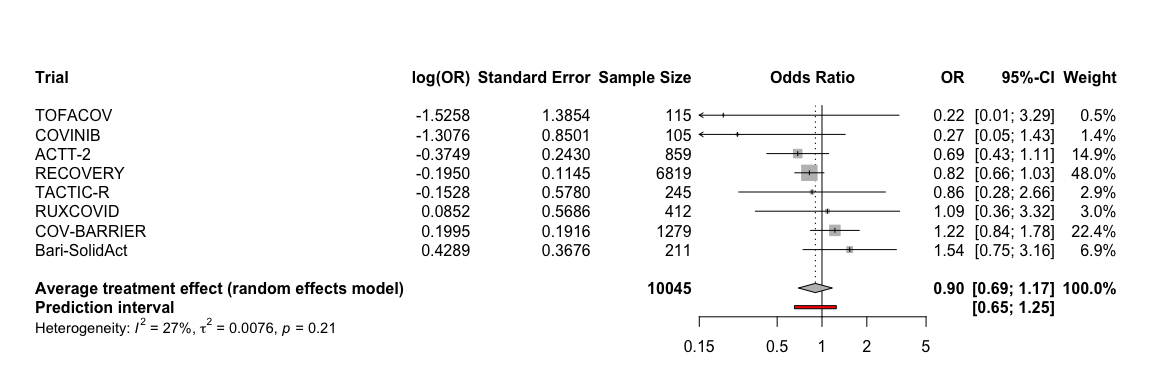 Trial log(OR) Standard Error Sample Size Odds Ratio OR 95%-CI Weight
TOFACOV -1.5258 1.3854 115 0.22 [0.01; 3.29] 0.5%
COVINIB -1.3076 0.8501 105 0.27 [0.05; 1.43] 1.4%
ACTT-2 -0.3749 0.2430 859 0.69 [0.43; 1.11] 14.9%
RECOVERY -0.1950 0.1145 6819 0.82 [0.66; 1.03] 48.0%
TACTIC-R -0.1528 0.5780 245 0.86 [0.28; 2.66] 2.9%
RUXCOVID 0.0852 0.5686 412 1.09 [0.36; 3.32] 3.0%
COV-BARRIER 0.1995 0.1916 1279 1.22 [0.84; 1.78] 22.4%
Bari-SolidAct 0.4289 0.3676 211 1.54 [0.75; 3.16] 6.9%
Average treatment effect (random effects model) 10045 0.90 [0.69; 1.17] 100.0%
Prediction interval [0.65; 1.25]
Heterogeneity: I² = 27%, τ² = 0.0076, p = 0.21
0.15 0.5 1 2 5